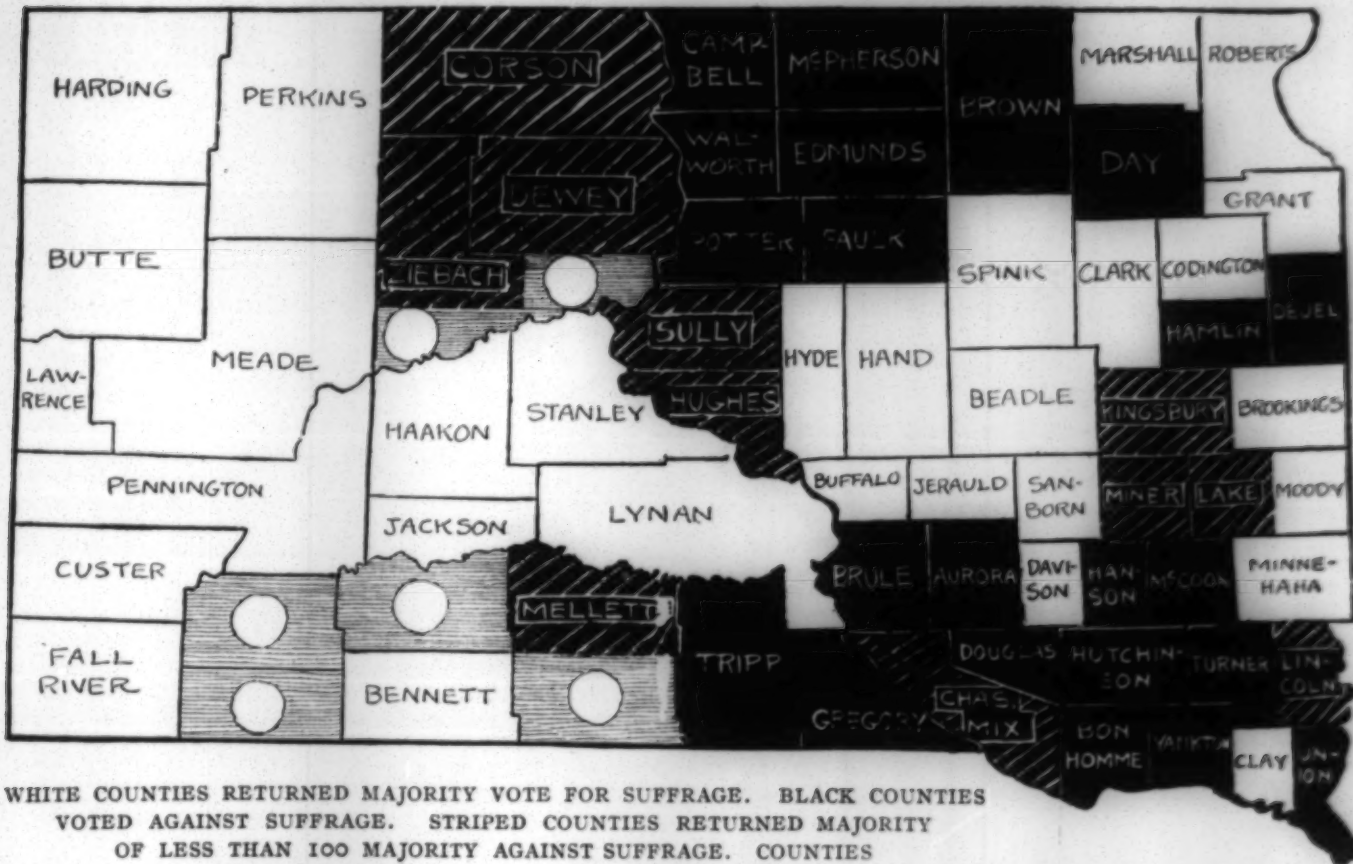 HARDING
PERKINS
CORSON
CAMP-
BELL
McPHERSON
BROWN
MARSHALL
ROBERTS
WAL-
WORTH
EDMUNDS
DAY
DEWEY
GRANT
BUTTE
POTTER
FAULK
SPINK
CLARK
CODINGTON
ZIEBACH
HAMLIN
DEUEL
SULLY
MEADE
HYDE
HAND
LAW-
RENCE
HUGHES
BEADLE
KINGSBURY
BROOKINGS
STANLEY
HAAKON
PENNINGTON
BUFFALO
JERAULD
SAN-
BORN
MINER
LAKE
MOODY
JACKSON
LYNAN
CUSTER
BRULE
AURORA
DAVI-
SON
HAN-
SON
McCOOK
MINNE-
HAHA
MELLETT
FALL
RIVER
BENNETT
TRIPP
DOUGLAS
HUTCHIN-
SON
TURNER
LIN-
COLN
GREGORY
CHAS.
MIX
BON
HOMME
YANKTON
CLAY
UN-
ION
WHITE COUNTIES RETURNED MAJORITY VOTE FOR SUFFRAGE. BLACK COUNTIES
VOTED AGAINST SUFFRAGE. STRIPED COUNTIES RETURNED MAJORITY
OF LESS THAN 100 MAJORITY AGAINST SUFFRAGE. COUNTIES